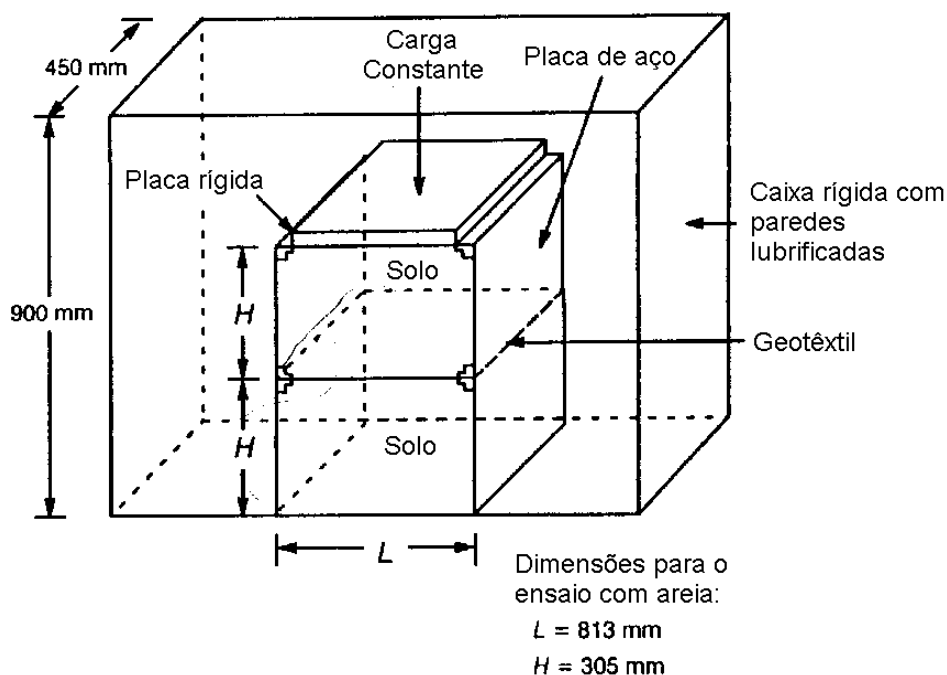 450 mm
Carga
Constante
Placa de aço
Placa rígida
Caixa rígida com
paredes
lubrificadas
900 mm
H
Solo
Geotêxtil
H
Solo
L
Dimensões para o
ensaio com areia:
L = 813 mm
H = 305 mm